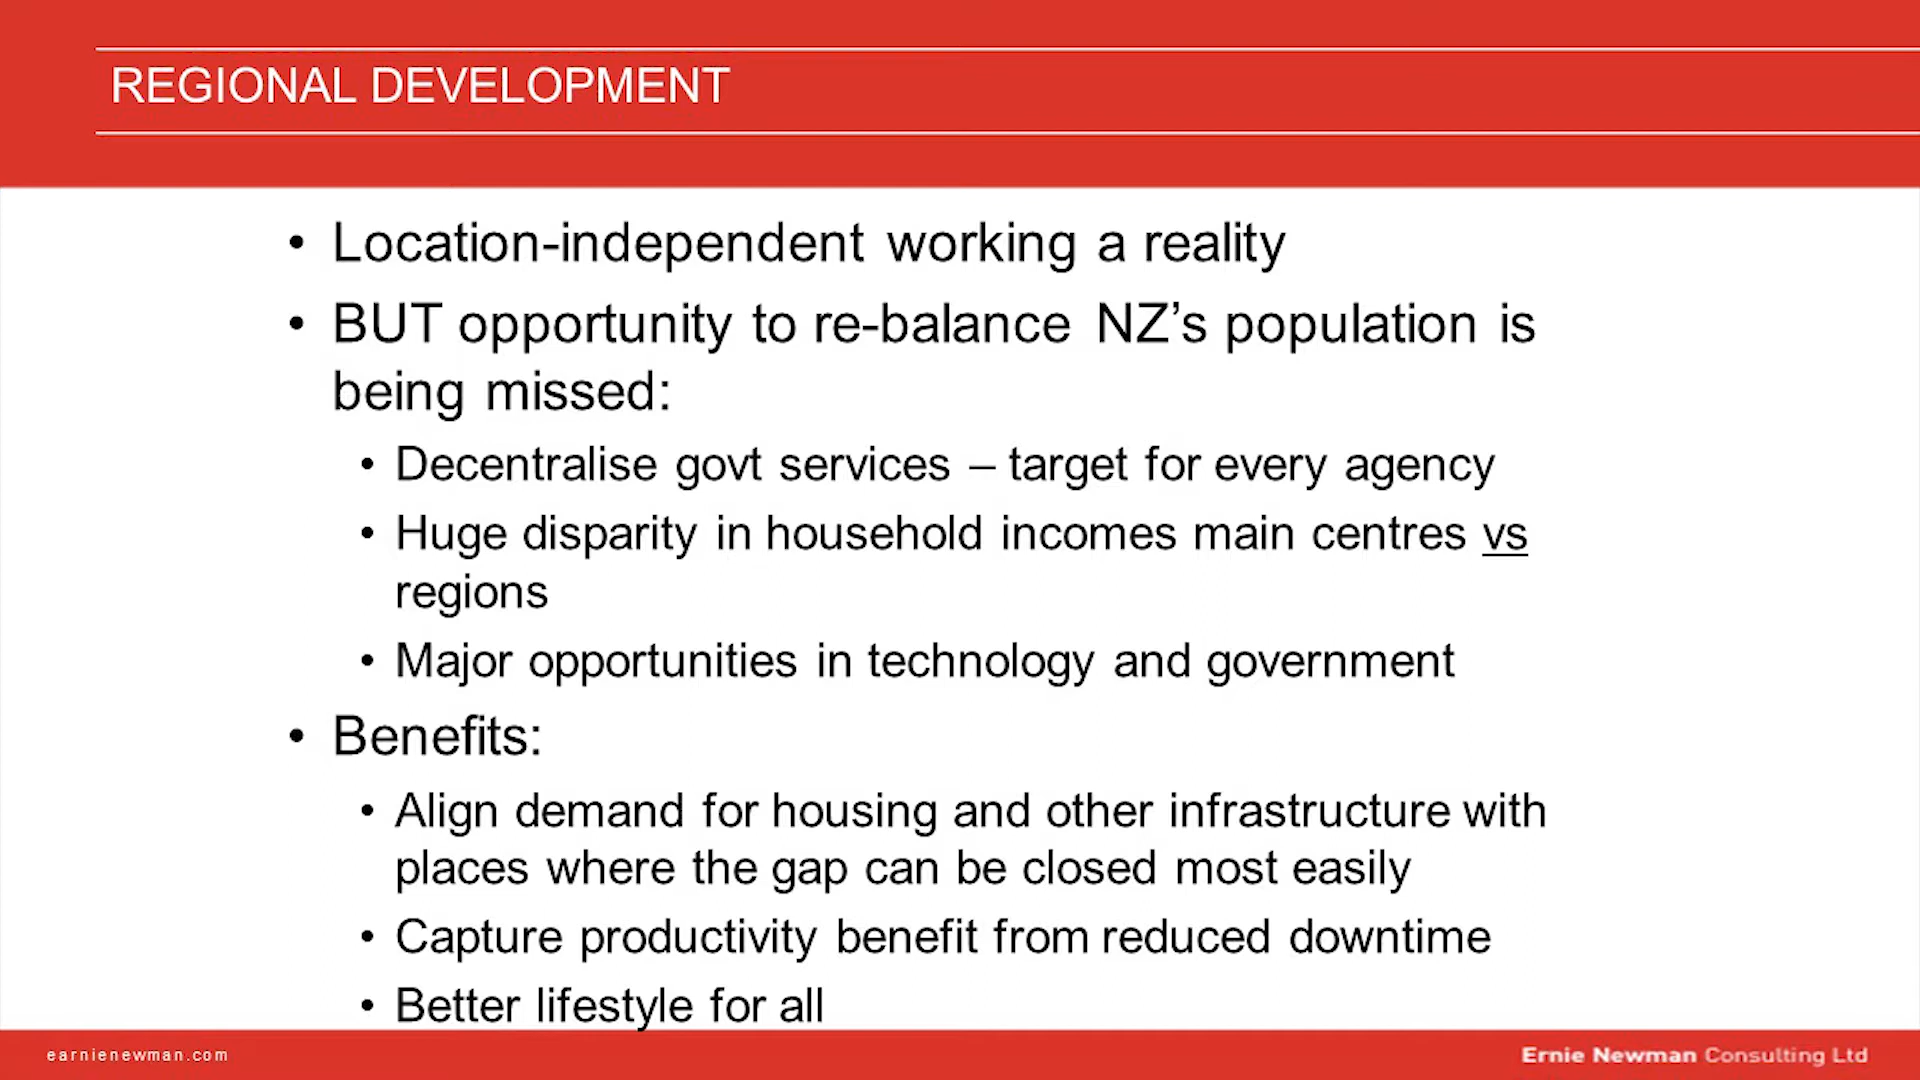 REGIONAL DEVELOPMENT
• Location-independent working a reality
• BUT opportunity to re-balance NZ’s population is
being missed:
• Decentralise govt services – target for every agency
• Huge disparity in household incomes main centres vs
regions
• Major opportunities in technology and government
• Benefits:
• Align demand for housing and other infrastructure with
places where the gap can be closed most easily
• Capture productivity benefit from reduced downtime
• Better lifestyle for all
earnienewman.com
Ernie Newman Consulting Ltd